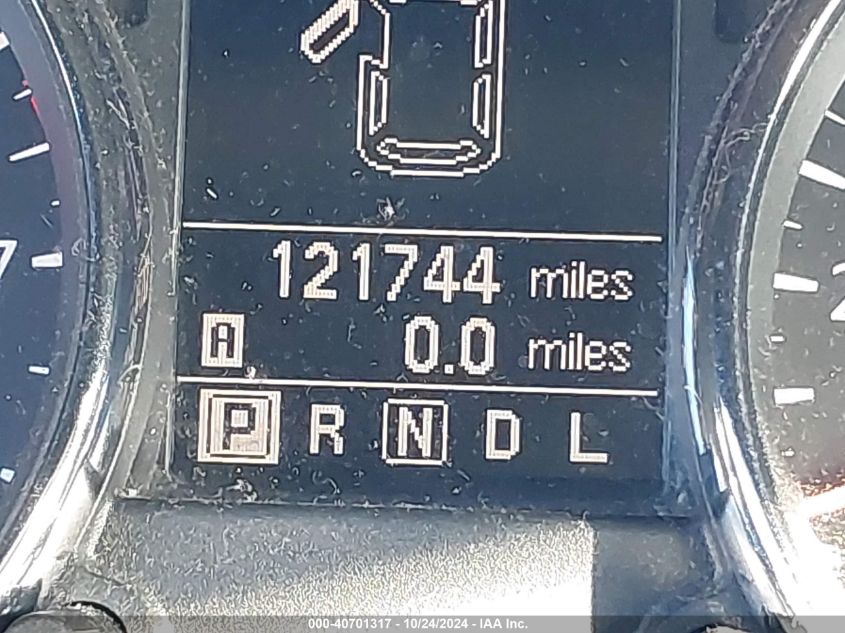 121744 miles
A 0.0 miles
P R N D L
000-40701317 • 10/24/2024 - IAA Inc.